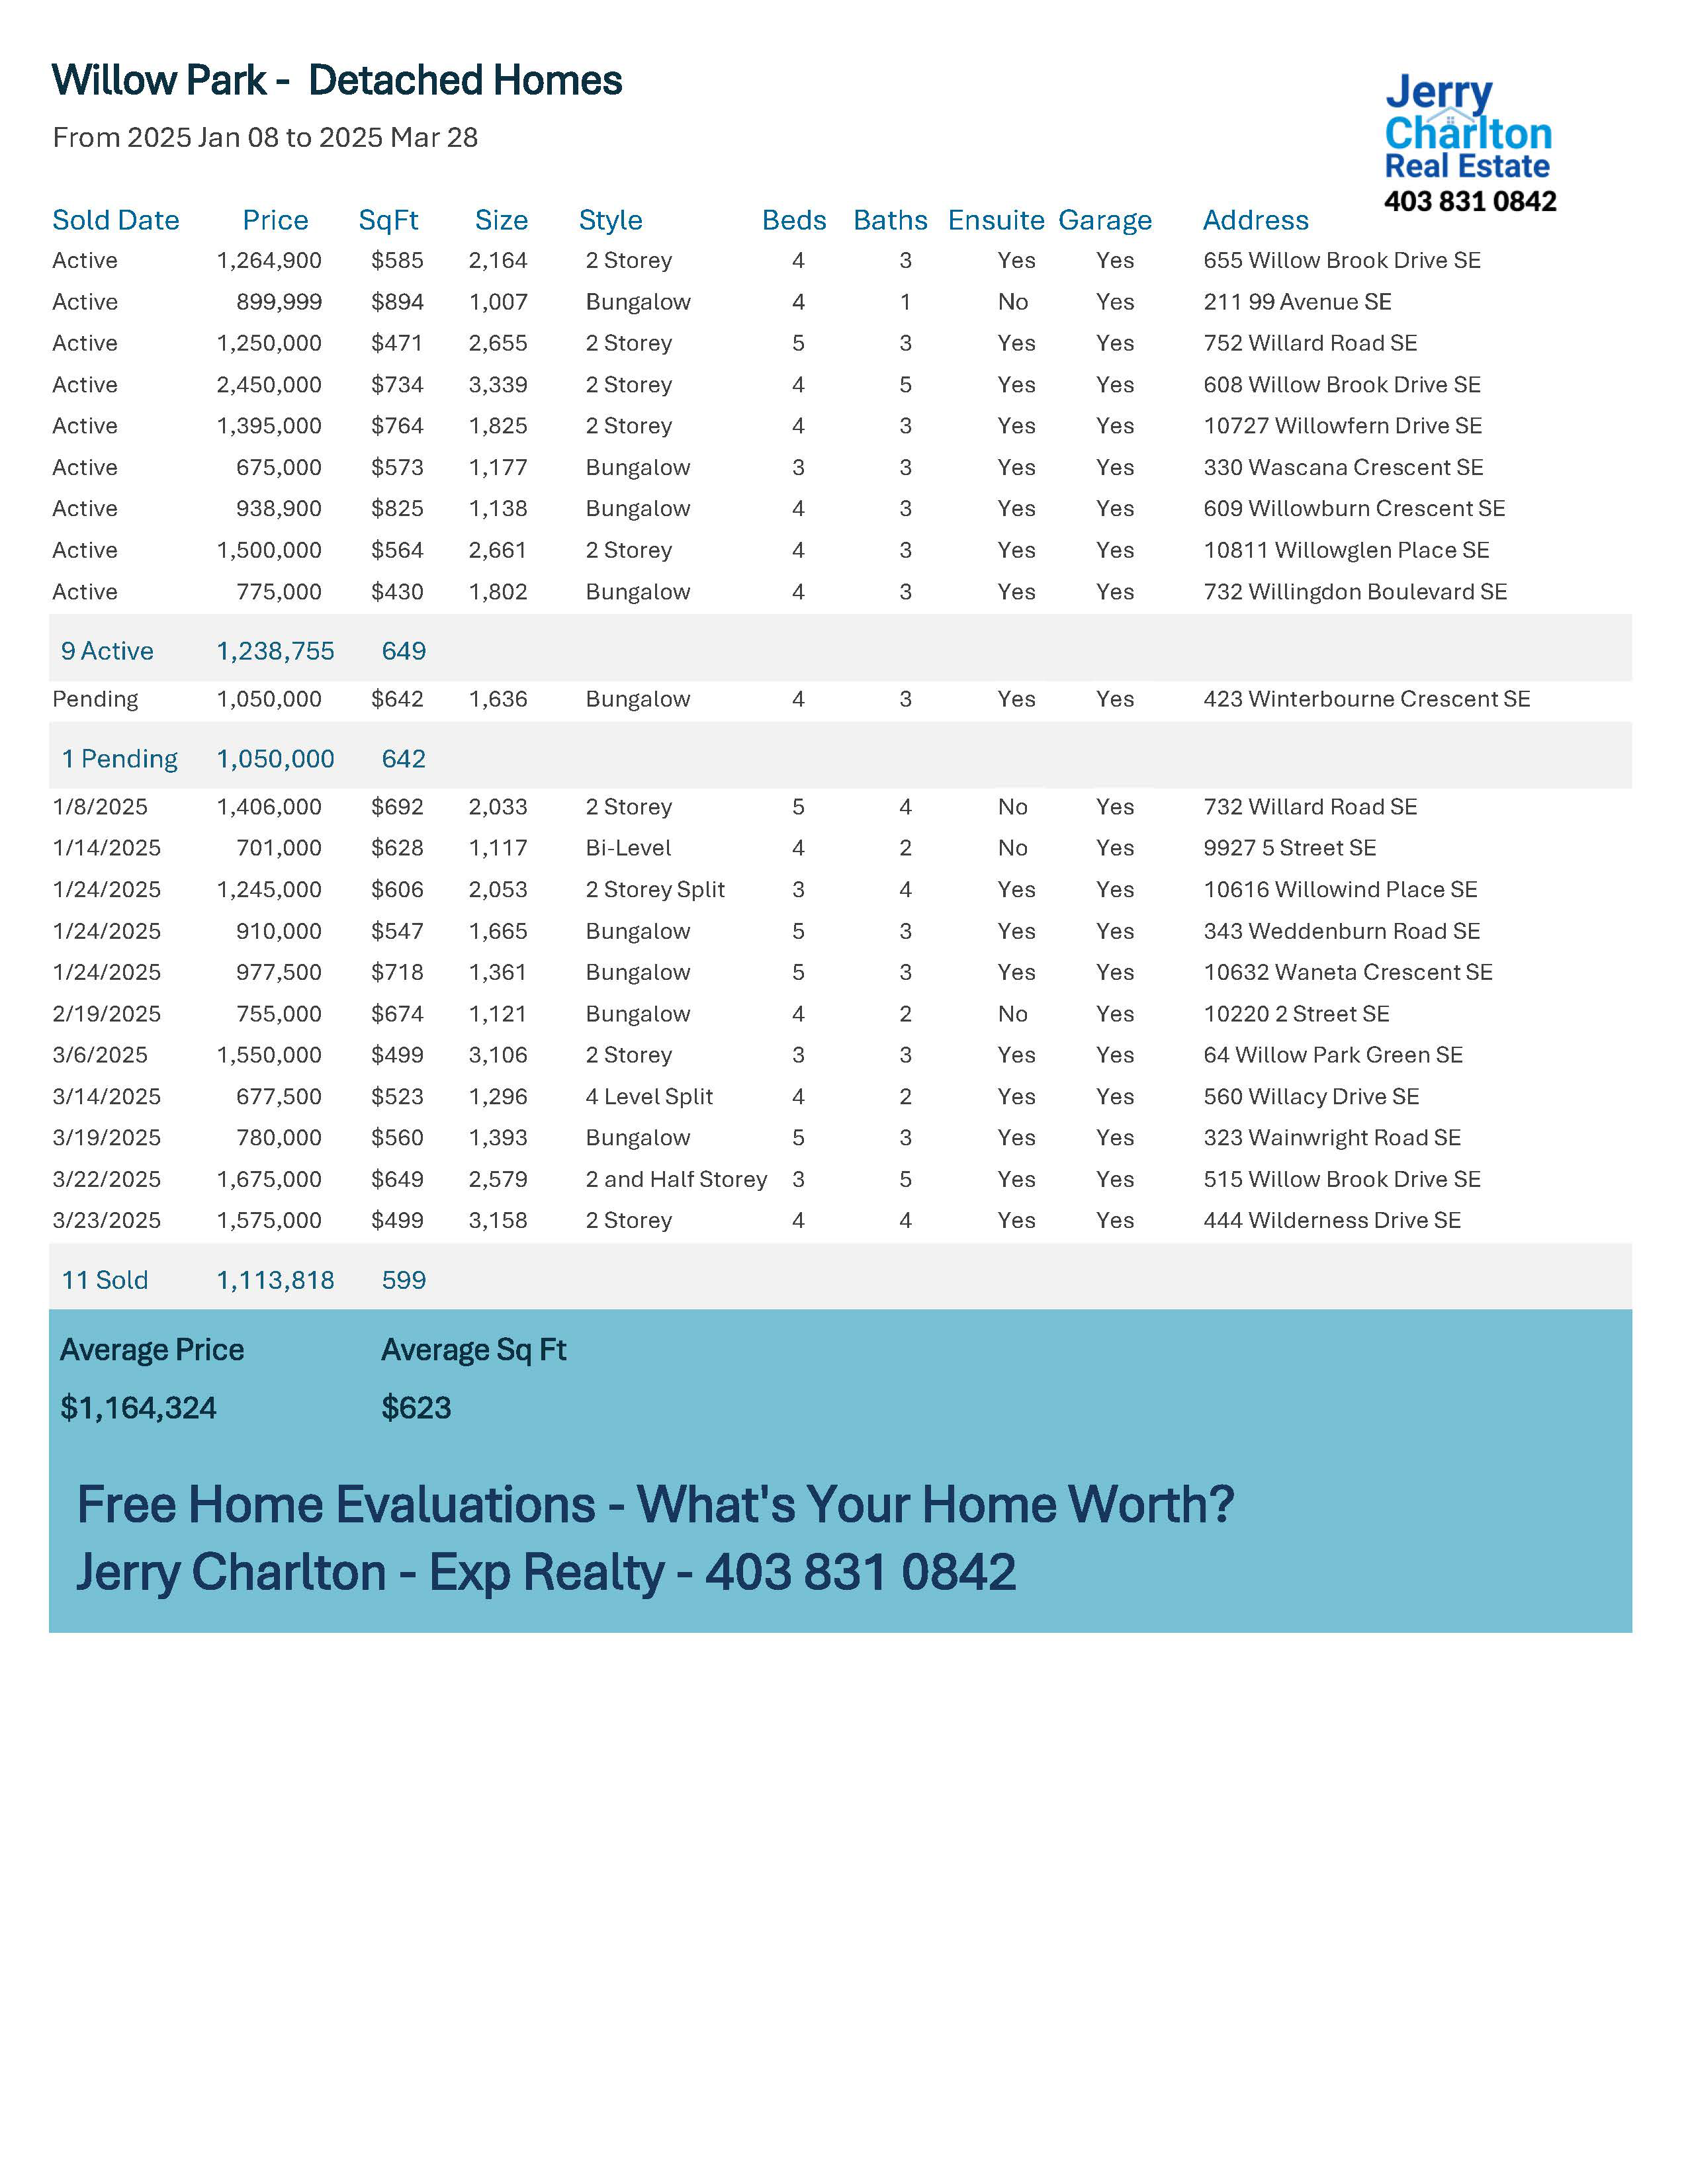 Willow Park - Detached Homes
From 2025 Jan 08 to 2025 Mar 28
Jerry
Charlton
Real Estate
403 831 0842
Sold Date Price SqFt Size Style Beds Baths Ensuite Garage Address
Active 1,264,900 $585 2,164 2 Storey 4 3 Yes Yes 655 Willow Brook Drive SE
Active 899,999 $894 1,007 Bungalow 4 1 No Yes 211 99 Avenue SE
Active 1,250,000 $471 2,655 2 Storey 5 3 Yes Yes 752 Willard Road SE
Active 2,450,000 $734 3,339 2 Storey 4 5 Yes Yes 608 Willow Brook Drive SE
Active 1,395,000 $764 1,825 2 Storey 4 3 Yes Yes 10727 Willowfern Drive SE
Active 675,000 $573 1,177 Bungalow 3 3 Yes Yes 330 Wascana Crescent SE
Active 938,900 $825 1,138 Bungalow 4 3 Yes Yes 609 Willowburn Crescent SE
Active 1,500,000 $564 2,661 2 Storey 4 3 Yes Yes 10811 Willowglen Place SE
Active 775,000 $430 1,802 Bungalow 4 3 Yes Yes 732 Willingdon Boulevard SE
9 Active 1,238,755 649
Pending 1,050,000 $642 1,636 Bungalow 4 3 Yes Yes 423 Winterbourne Crescent SE
1 Pending 1,050,000 642
1/8/2025 1,406,000 $692 2,033 2 Storey 5 4 No Yes 732 Willard Road SE
1/14/2025 701,000 $628 1,117 Bi-Level 4 2 No Yes 9927 5 Street SE
1/24/2025 1,245,000 $606 2,053 2 Storey Split 3 4 Yes Yes 10616 Willowind Place SE
1/24/2025 910,000 $547 1,665 Bungalow 5 3 Yes Yes 343 Weddenburn Road SE
1/24/2025 977,500 $718 1,361 Bungalow 5 3 Yes Yes 10632 Waneta Crescent SE
2/19/2025 755,000 $674 1,121 Bungalow 4 2 No Yes 10220 2 Street SE
3/6/2025 1,550,000 $499 3,106 2 Storey 3 3 Yes Yes 64 Willow Park Green SE
3/14/2025 677,500 $523 1,296 4 Level Split 4 2 Yes Yes 560 Willacy Drive SE
3/19/2025 780,000 $560 1,393 Bungalow 5 3 Yes Yes 323 Wainwright Road SE
3/22/2025 1,675,000 $649 2,579 2 and Half Storey 3 5 Yes Yes 515 Willow Brook Drive SE
3/23/2025 1,575,000 $499 3,158 2 Storey 4 4 Yes Yes 444 Wilderness Drive SE
11 Sold 1,113,818 599
Average Price Average Sq Ft
$1,164,324 $623
Free Home Evaluations - What's Your Home Worth?
Jerry Charlton - Exp Realty - 403 831 0842